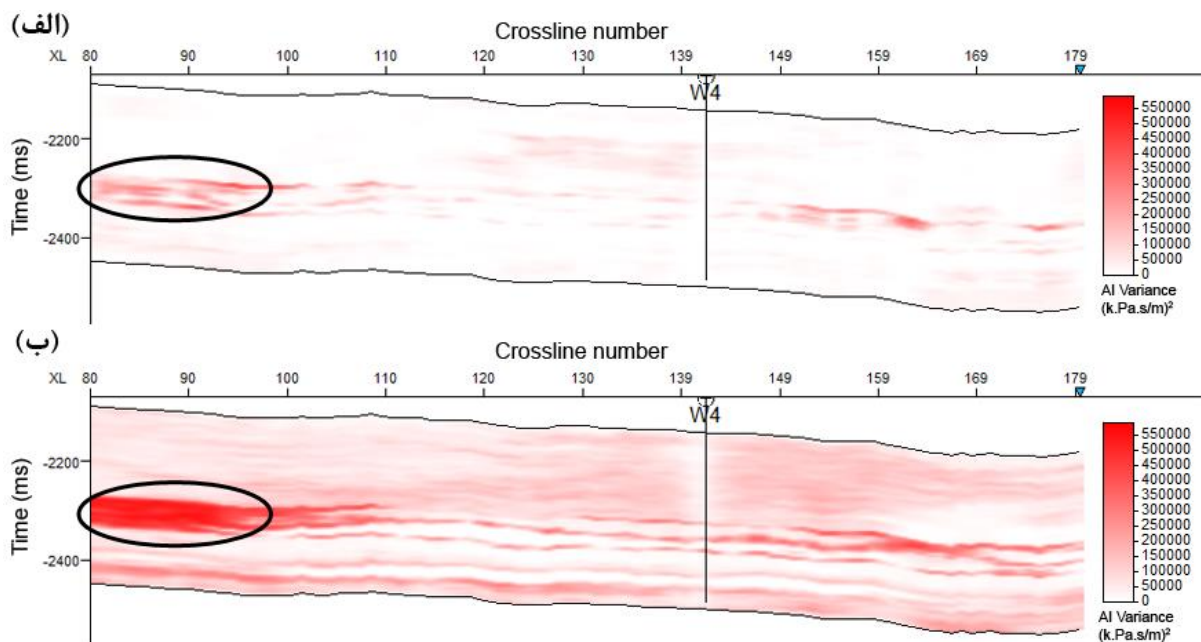 (الف)
Crossline number
XL 80 90 100 110 120 130 139 149 159 169 179
W4
Time (ms)
-2200
-2400
550000
500000
450000
400000
350000
300000
250000
200000
150000
100000
50000
0
AI Variance
(k.Pa.s/m)²
(ب)
Crossline number
XL 80 90 100 110 120 130 139 149 159 169 179
W4
Time (ms)
-2200
-2400
550000
500000
450000
400000
350000
300000
250000
200000
150000
100000
50000
0
AI Variance
(k.Pa.s/m)²